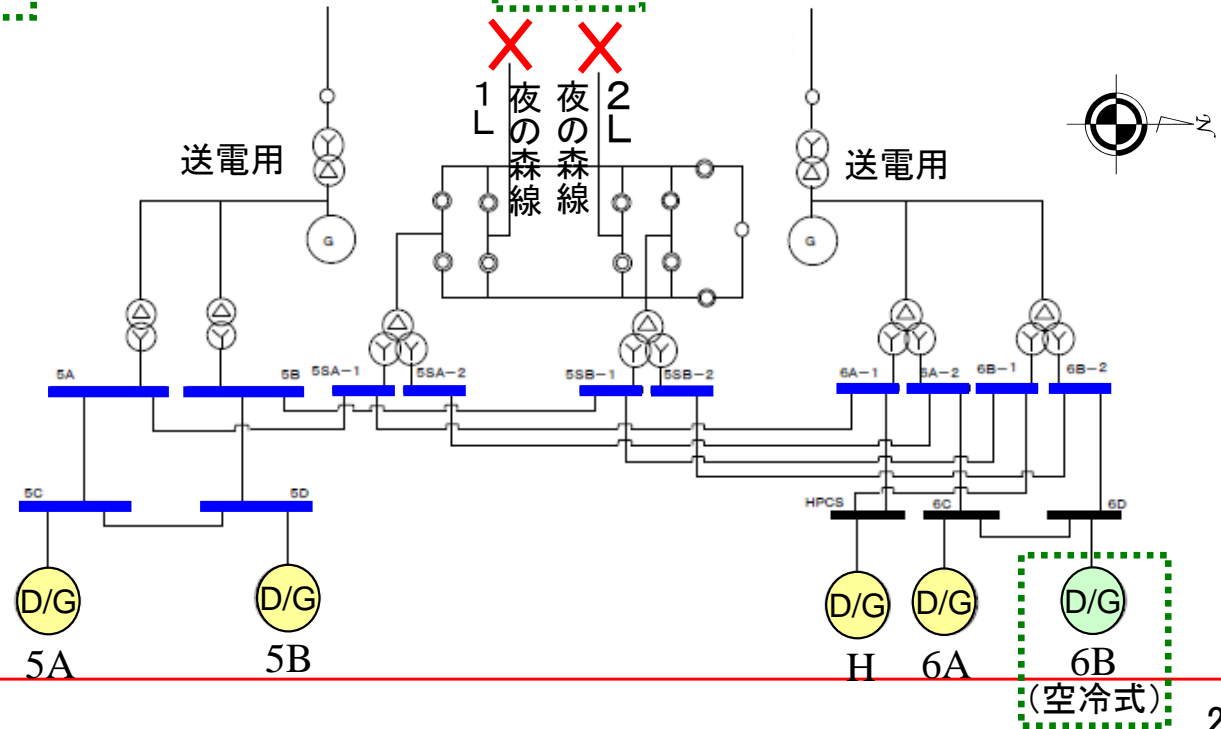 1L
夜の森線
夜の森線
2L
N
送電用
送電用
G
G
5A
5B
5SA-1
5SA-2
5SB-1
5SB-2
6A-1
6A-2
6B-1
6B-2
5C
5D
HPCS
6C
6D
D/G
D/G
D/G
D/G
D/G
5A
5B
H
6A
6B
(空冷式)
2